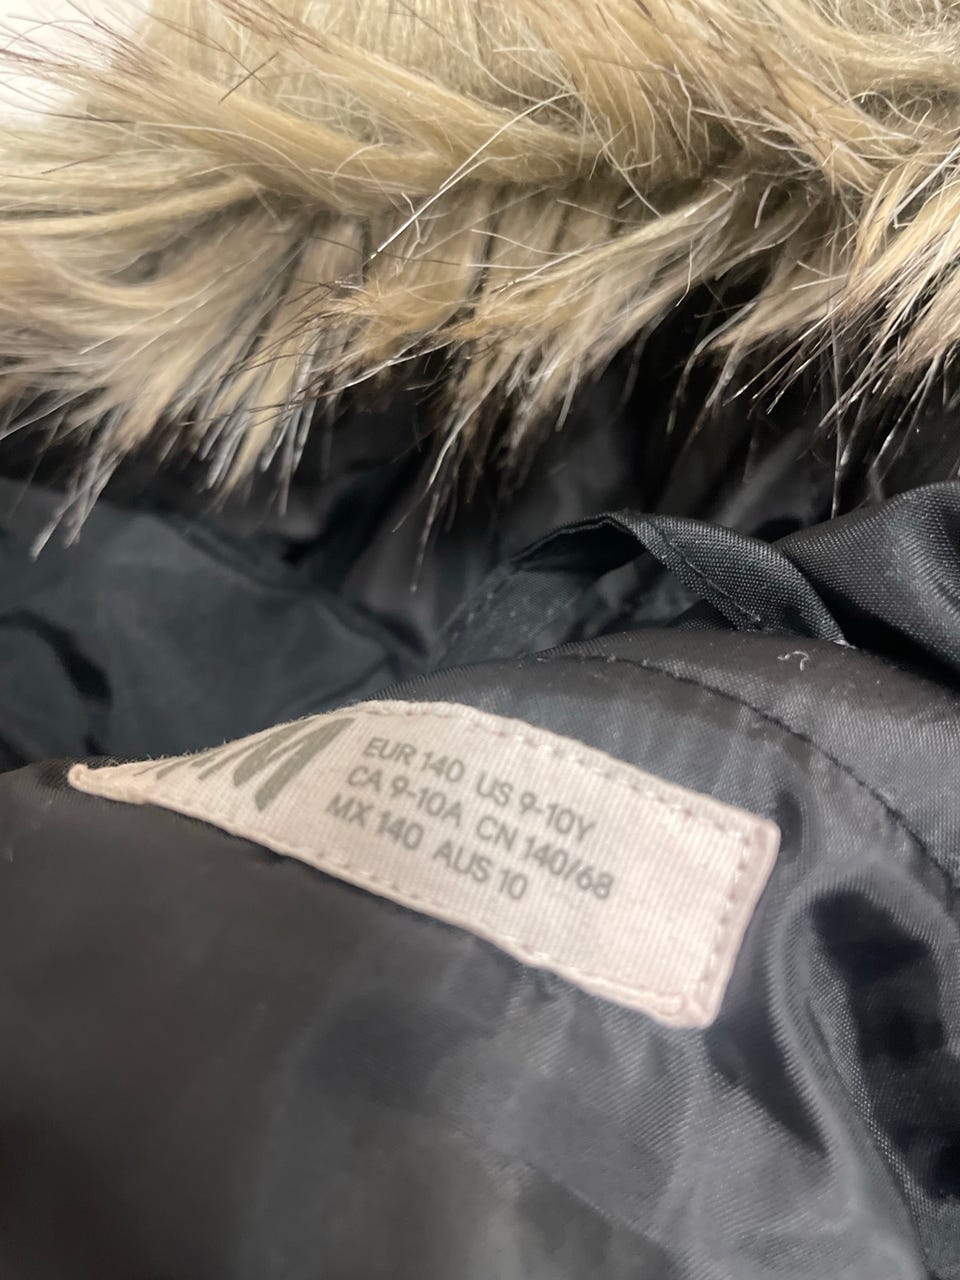 EUR 140 US 9-10Y
CA 9-10A CN 140/68
MX 140 AUS 10